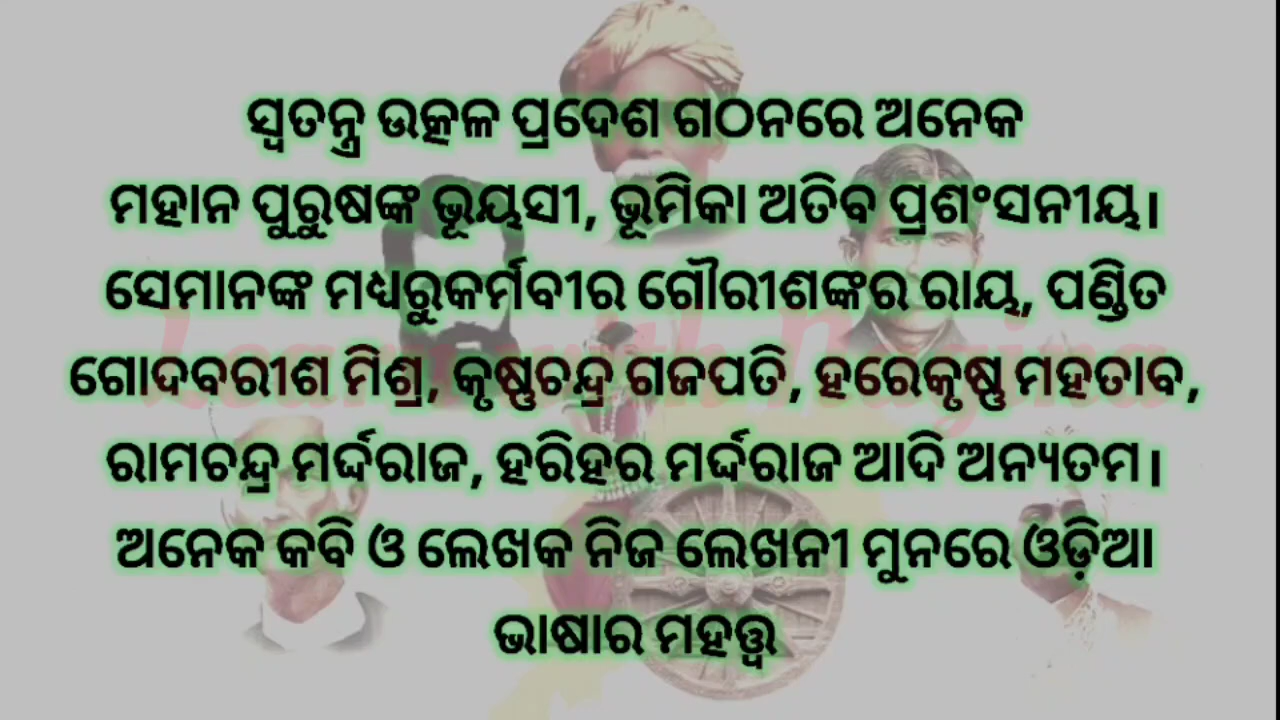 ସ୍ୱତନ୍ତ୍ର ଉତ୍କଳ ପ୍ରଦେଶ ଗଠନରେ ଅନେକ
ମହାନ ପୁରୁଷଙ୍କ ଭୂୟସୀ, ଭୂମିକା ଅତିବ ପ୍ରଶଂସନୀୟ।
ସେମାନଙ୍କ ମଧ୍ୟରୁକର୍ମବୀର ଗୌରୀଶଙ୍କର ରାୟ, ପଣ୍ଡିତ
ଗୋଦବରୀଶ ମିଶ୍ର, କୃଷ୍ଣଚନ୍ଦ୍ର ଗଜପତି, ହରେକୃଷ୍ଣ ମହତାବ,
ରାମଚନ୍ଦ୍ର ମର୍ଦ୍ଦରାଜ, ହରିହର ମର୍ଦ୍ଦରାଜ ଆଦି ଅନ୍ୟତମ।
ଅନେକ କବି ଓ ଲେଖକ ନିଜ ଲେଖନୀ ମୁନରେ ଓଡ଼ିଆ
ଭାଷାର ମହତ୍ତ୍ୱ